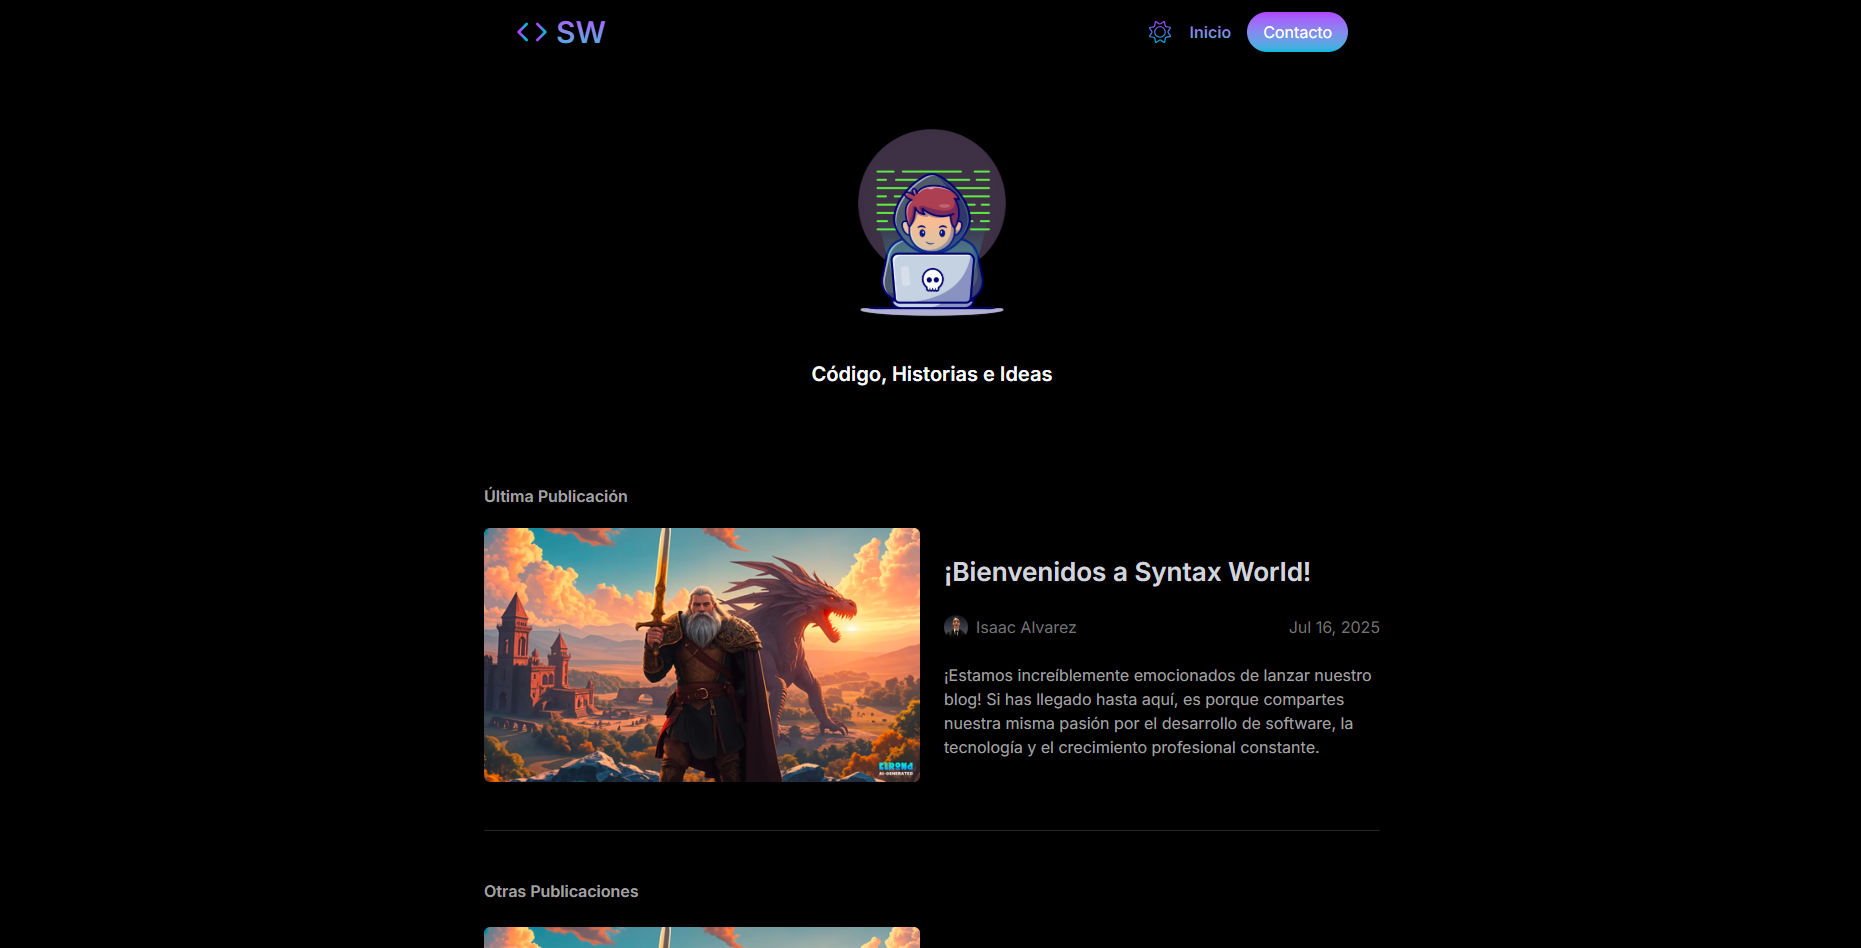 <> SW
Inicio
Contacto
Código, Historias e Ideas
Última Publicación
¡Bienvenidos a Syntax World!
Isaac Alvarez
Jul 16, 2025
¡Estamos increíblemente emocionados de lanzar nuestro
blog! Si has llegado hasta aquí, es porque compartes
nuestra misma pasión por el desarrollo de software, la
tecnología y el crecimiento profesional constante.
AI-GENERATED
Otras Publicaciones